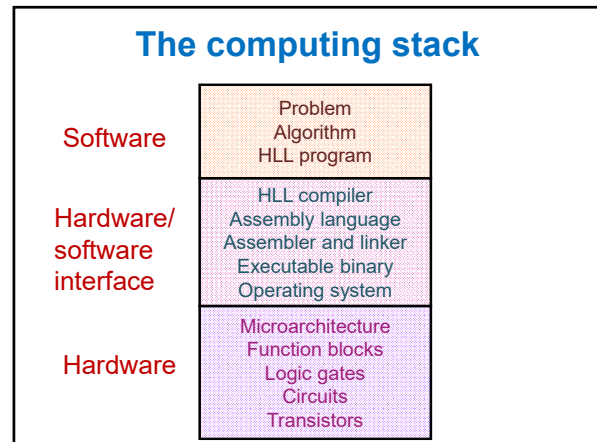 The computing stack
Software
Problem
Algorithm
HLL program
Hardware/
software
interface
HLL compiler
Assembly language
Assembler and linker
Executable binary
Operating system
Hardware
Microarchitecture
Function blocks
Logic gates
Circuits
Transistors